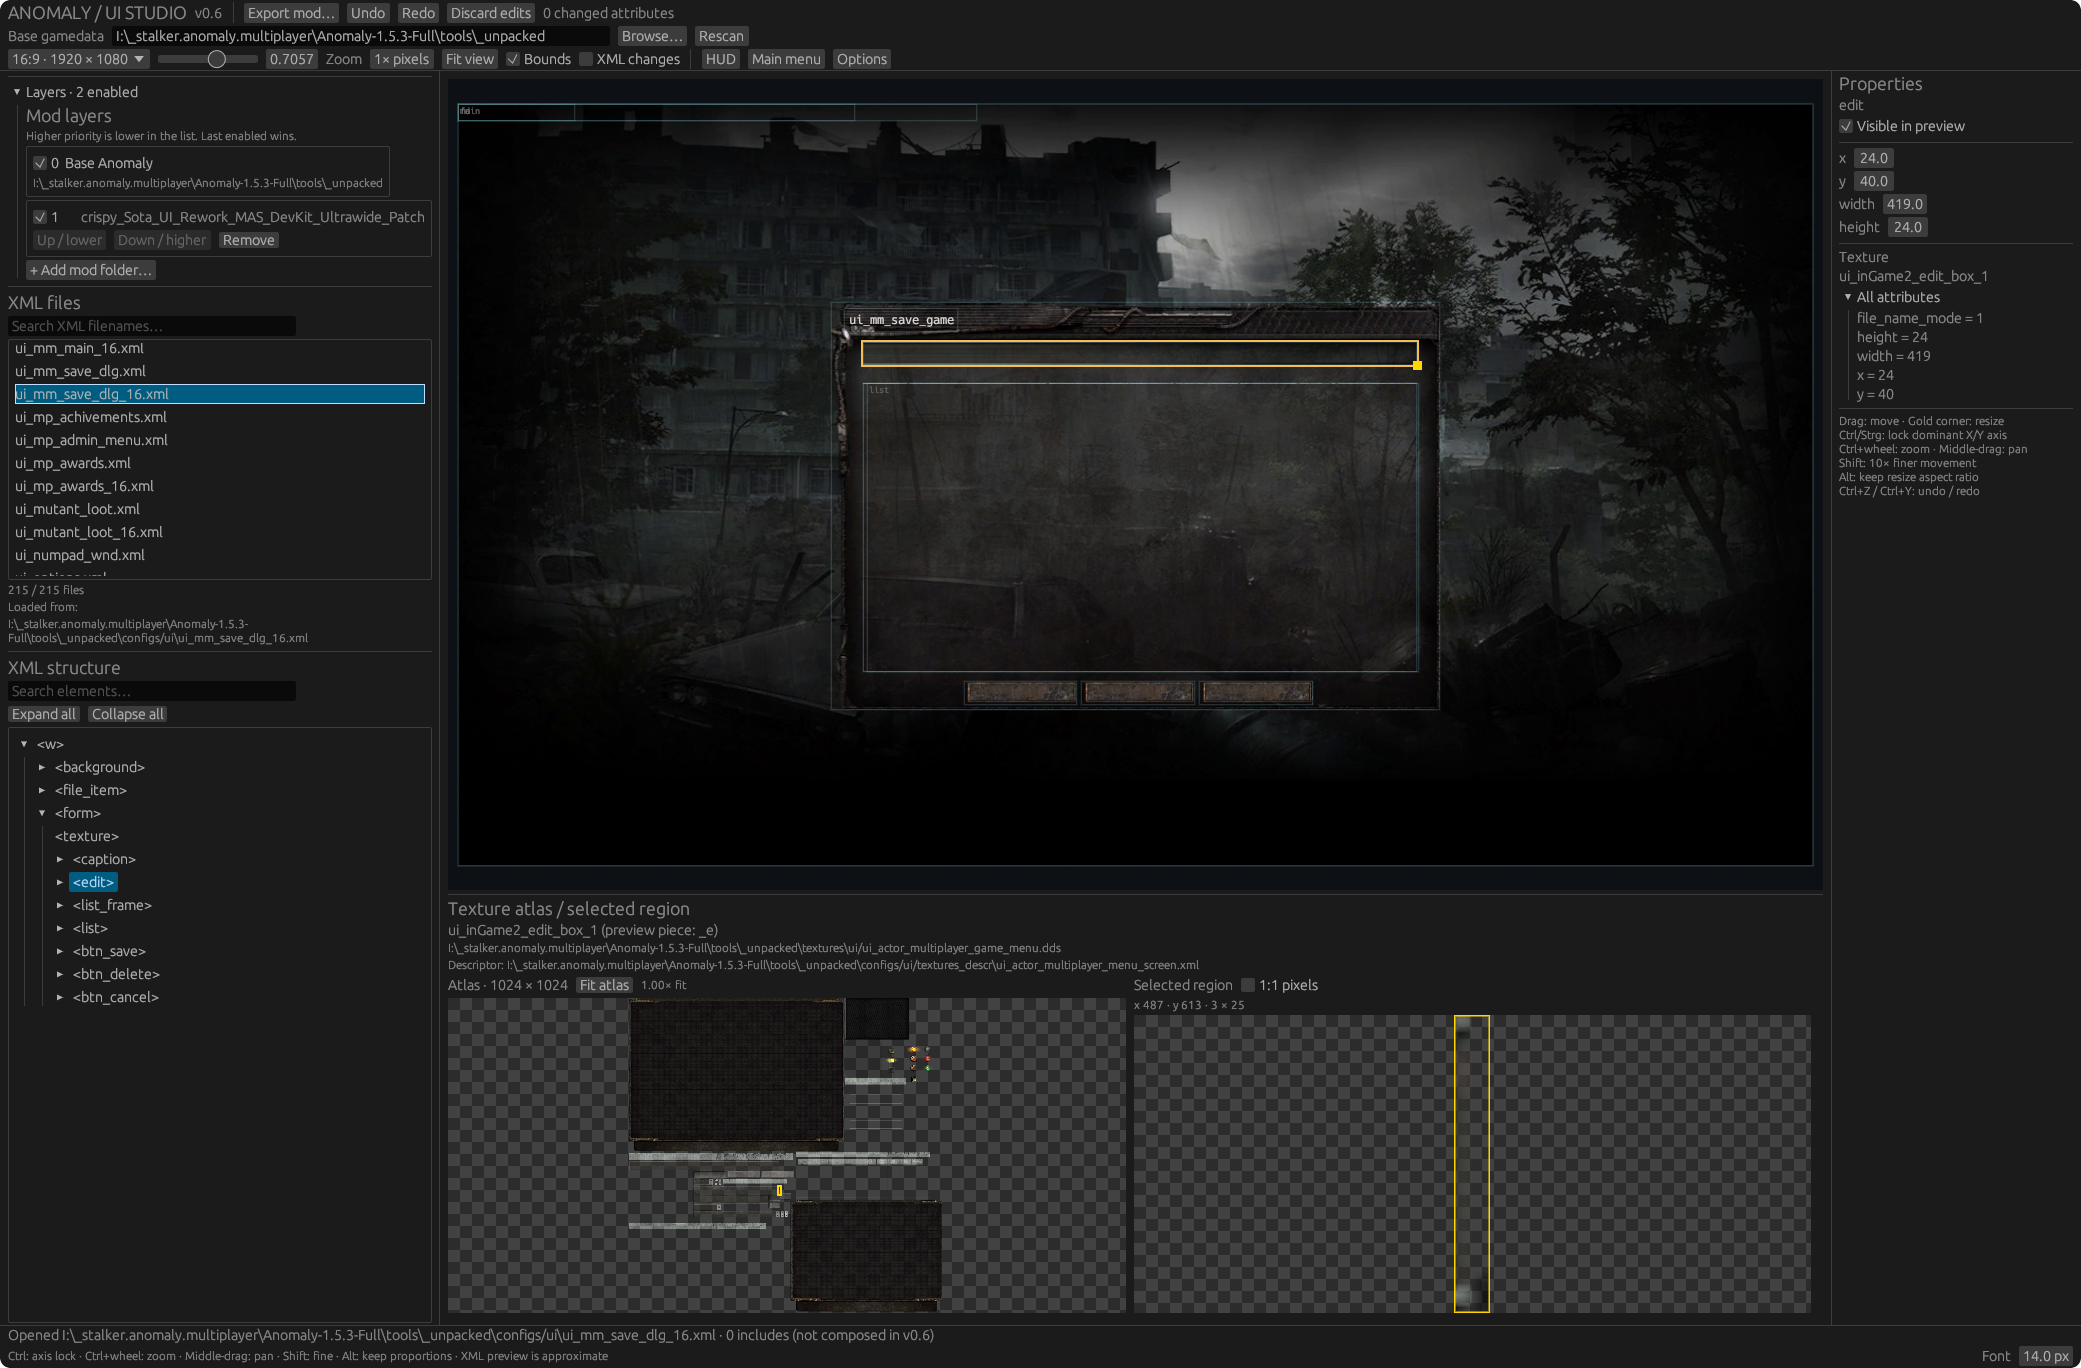 ANOMALY / UI STUDIO v0.6 Export mod… Undo Redo Discard edits 0 changed attributes
Base gamedata I:\_stalker.anomaly.multiplayer\Anomaly-1.5.3-Full\tools\_unpacked Browse… Rescan
16:9 · 1920 × 1080 0.7057 Zoom 1× pixels Fit view Bounds XML changes HUD Main menu Options
Layers · 2 enabled
Mod layers
Higher priority is lower in the list. Last enabled wins.
0 Base Anomaly
I:\_stalker.anomaly.multiplayer\Anomaly-1.5.3-Full\tools\_unpacked
1 crispy_Sota_UI_Rework_MAS_DevKit_Ultrawide_Patch
Up / lower Down / higher Remove
+ Add mod folder…
XML files
Search XML filenames…
ui_mm_main_16.xml
ui_mm_save_dlg.xml
ui_mm_save_dlg_16.xml
ui_mp_achivements.xml
ui_mp_admin_menu.xml
ui_mp_awards.xml
ui_mp_awards_16.xml
ui_mutant_loot.xml
ui_mutant_loot_16.xml
ui_numpad_wnd.xml
215 / 215 files
Loaded from:
I:\_stalker.anomaly.multiplayer\Anomaly-1.5.3-
Full\tools\_unpacked\configs/ui\ui_mm_save_dlg_16.xml
XML structure
Search elements…
Expand all Collapse all
<w>
<background>
<file_item>
<form>
<texture>
<caption>
<edit>
<list_frame>
<list>
<btn_save>
<btn_delete>
<btn_cancel>
ui_mm_save_game
list
Texture atlas / selected region
ui_inGame2_edit_box_1 (preview piece: _e)
I:\_stalker.anomaly.multiplayer\Anomaly-1.5.3-Full\tools\_unpacked\textures\ui/ui_actor_multiplayer_game_menu.dds
Descriptor: I:\_stalker.anomaly.multiplayer\Anomaly-1.5.3-Full\tools\_unpacked\configs/ui/textures_descr\ui_actor_multiplayer_menu_screen.xml
Atlas · 1024 × 1024 Fit atlas 1.00× fit
Selected region 1:1 pixels
x 487 · y 613 · 3 × 25
Properties
edit
Visible in preview
x 24.0
y 40.0
width 419.0
height 24.0
Texture
ui_inGame2_edit_box_1
All attributes
file_name_mode = 1
height = 24
width = 419
x = 24
y = 40
Drag: move · Gold corner: resize
Ctrl/Strg: lock dominant X/Y axis
Ctrl+wheel: zoom · Middle-drag: pan
Shift: 10× finer movement
Alt: keep resize aspect ratio
Ctrl+Z / Ctrl+Y: undo / redo
Opened I:\_stalker.anomaly.multiplayer\Anomaly-1.5.3-Full\tools\_unpacked\configs/ui\ui_mm_save_dlg_16.xml · 0 includes (not composed in v0.6)
Ctrl: axis lock · Ctrl+wheel: zoom · Middle-drag: pan · Shift: fine · Alt: keep proportions · XML preview is approximate
Font 14.0 px